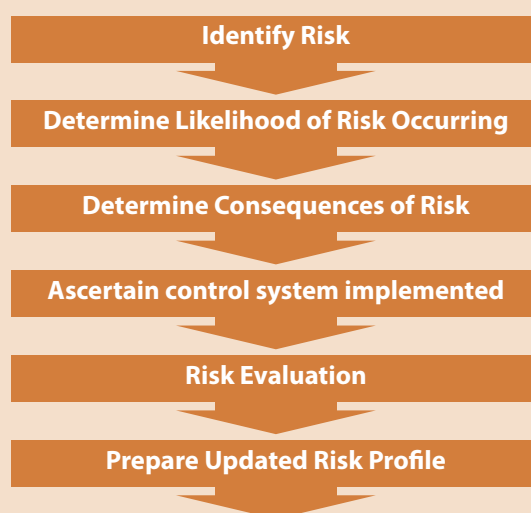 Identify Risk
Determine Likelihood of Risk Occurring
Determine Consequences of Risk
Ascertain control system implemented
Risk Evaluation
Prepare Updated Risk Profile